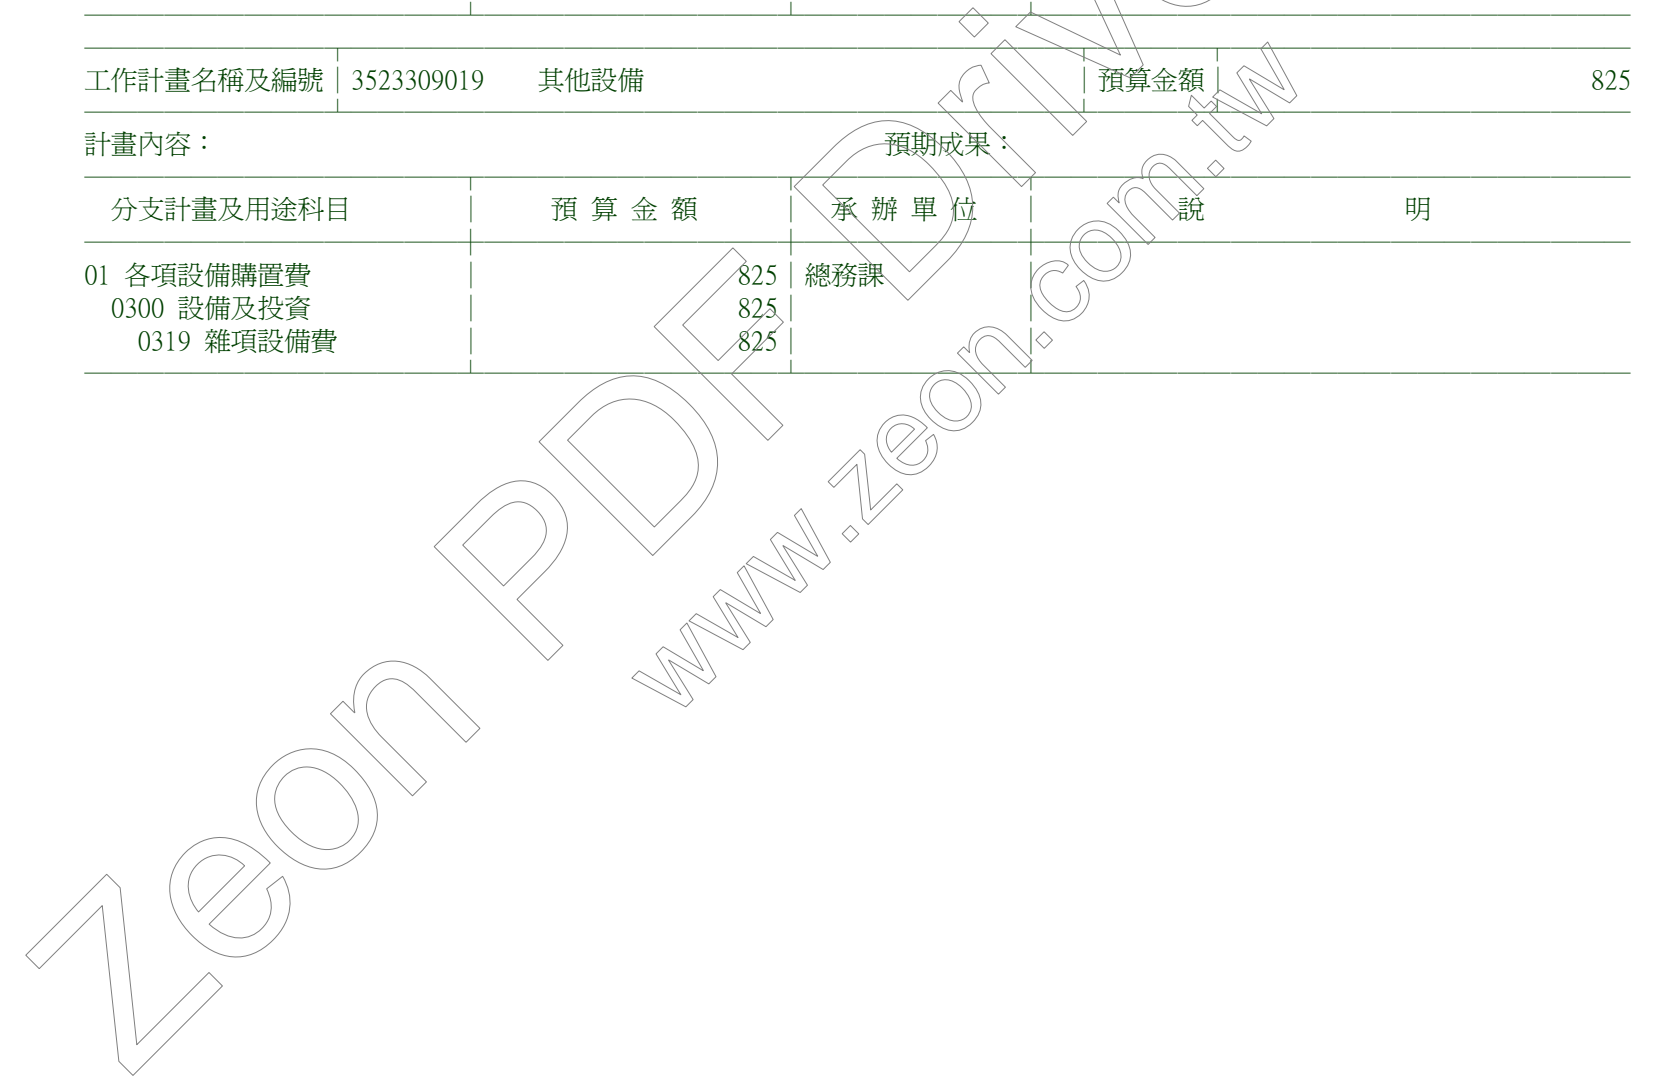 工作計畫名稱及編號 3523309019 其他設備 預算金額 825
計畫內容： 預期成果：
分支計畫及用途科目 預算金額 承辦單位 說明
01 各項設備購置費 825 總務課
0300 設備及投資 825
0319 雜項設備費 825
Zeon PDF Drive
www.zeon.com.tw